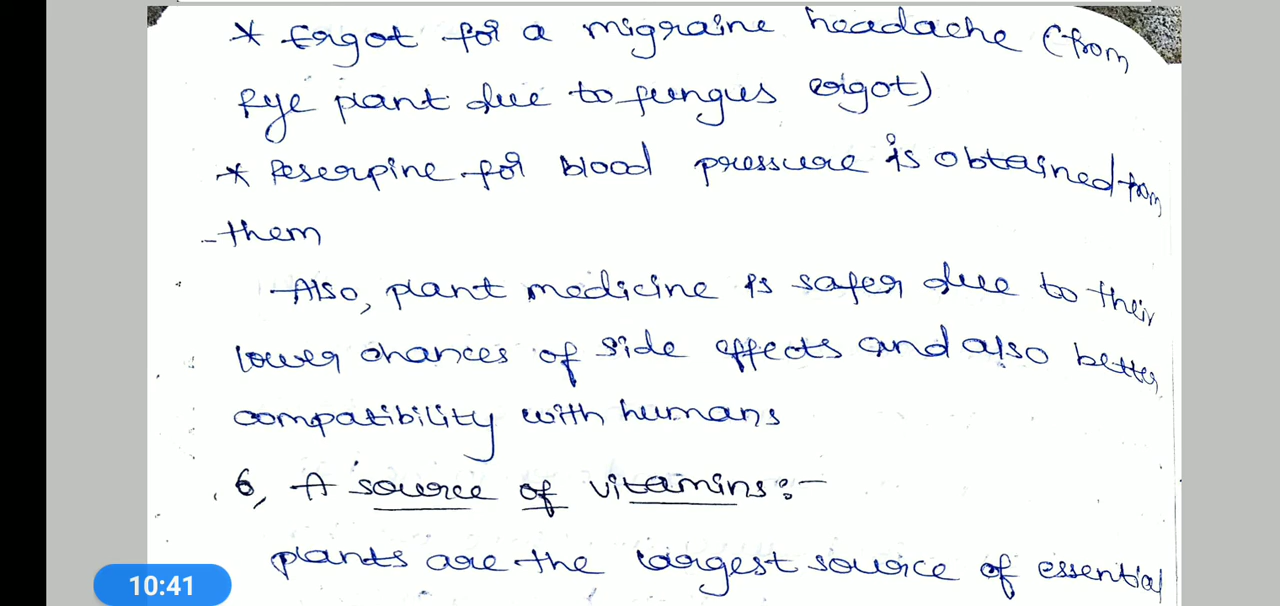 * Ergot for a migraine headache (from
Rye plant due to fungus erigot)
* Reserpine for blood pressure is obtained from
them
Also, plant medicine is safer due to their
lower chances of side effects and also better
compatibility with humans
6, A source of vitamins:-
plants are the largest source of essential
10:41